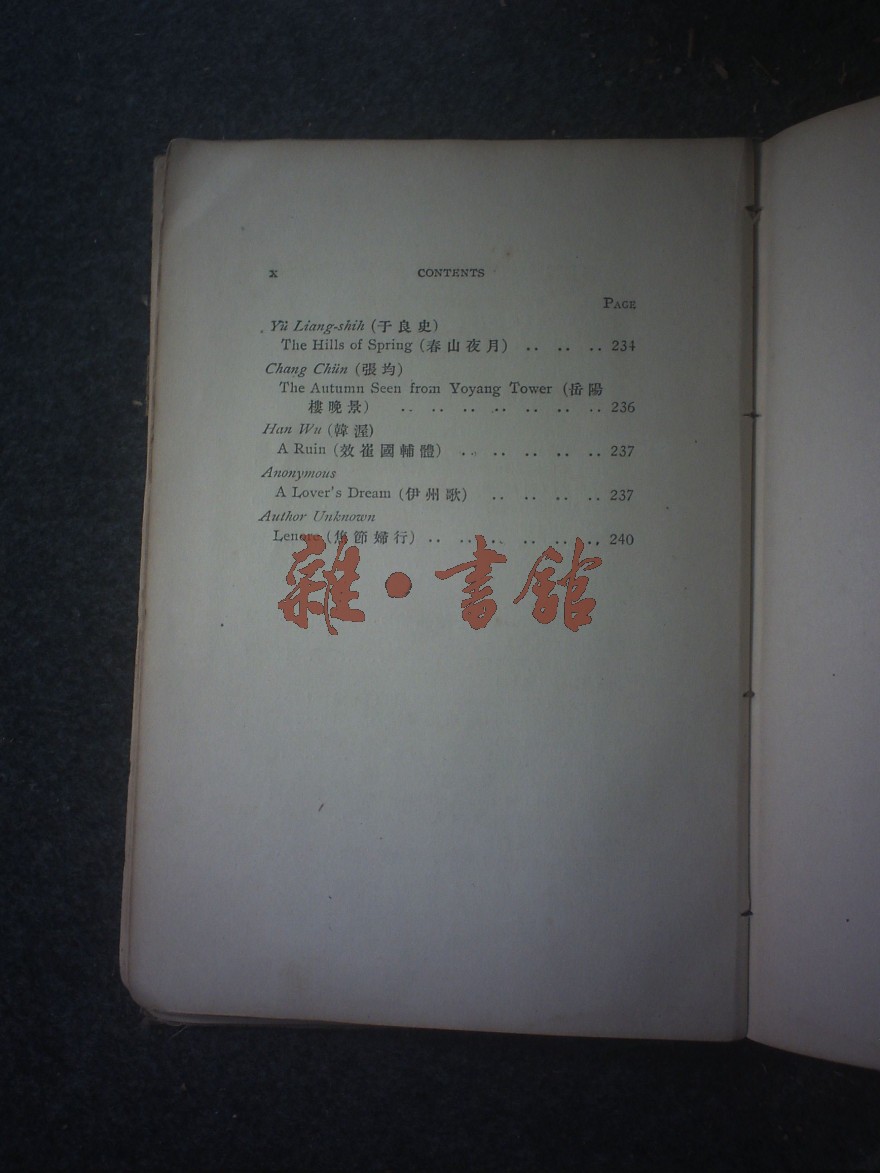 x CONTENTS
PAGE
Yü Liang-shih (于良史)
The Hills of Spring (春山夜月) .. .. .. 234
Chang Chün (張均)
The Autumn Seen from Yoyang Tower (岳陽
樓晚景) .. .. .. .. .. .. .. 236
Han Wu (韓渥)
A Ruin (效崔國輔體) .. .. .. .. .. 237
Anonymous
A Lover's Dream (伊州歌) .. .. .. .. 237
Author Unknown
Lenore (節婦行) .. .. .. .. .. .. 240
雜•書館